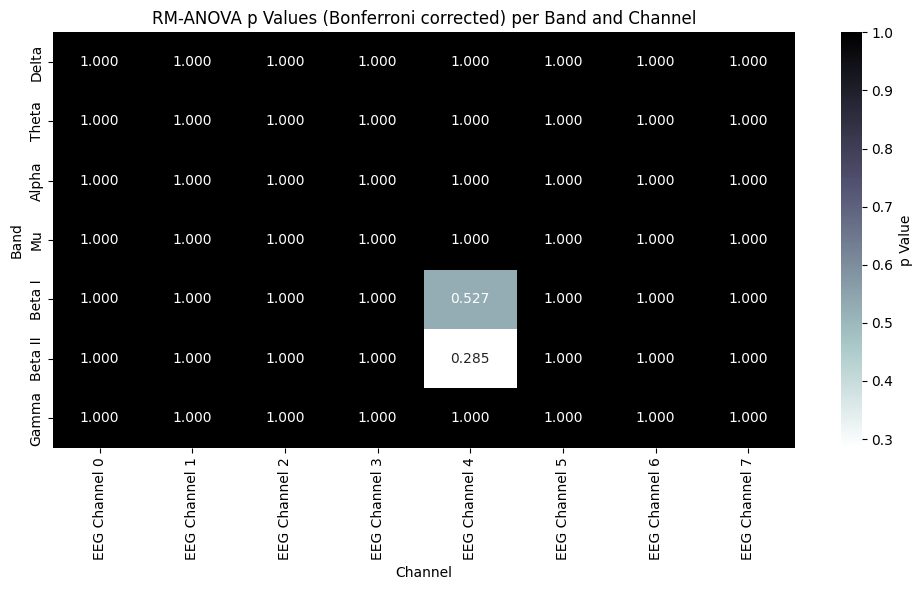 RM-ANOVA p Values (Bonferroni corrected) per Band and Channel
Band
Delta 1.000 1.000 1.000 1.000 1.000 1.000 1.000 1.000
Theta 1.000 1.000 1.000 1.000 1.000 1.000 1.000 1.000
Alpha 1.000 1.000 1.000 1.000 1.000 1.000 1.000 1.000
Mu 1.000 1.000 1.000 1.000 1.000 1.000 1.000 1.000
Beta I 1.000 1.000 1.000 1.000 0.527 1.000 1.000 1.000
Beta II 1.000 1.000 1.000 1.000 0.285 1.000 1.000 1.000
Gamma 1.000 1.000 1.000 1.000 1.000 1.000 1.000 1.000
EEG Channel 0
EEG Channel 1
EEG Channel 2
EEG Channel 3
EEG Channel 4
EEG Channel 5
EEG Channel 6
EEG Channel 7
Channel
1.0
0.9
0.8
0.7
0.6
0.5
0.4
0.3
p Value